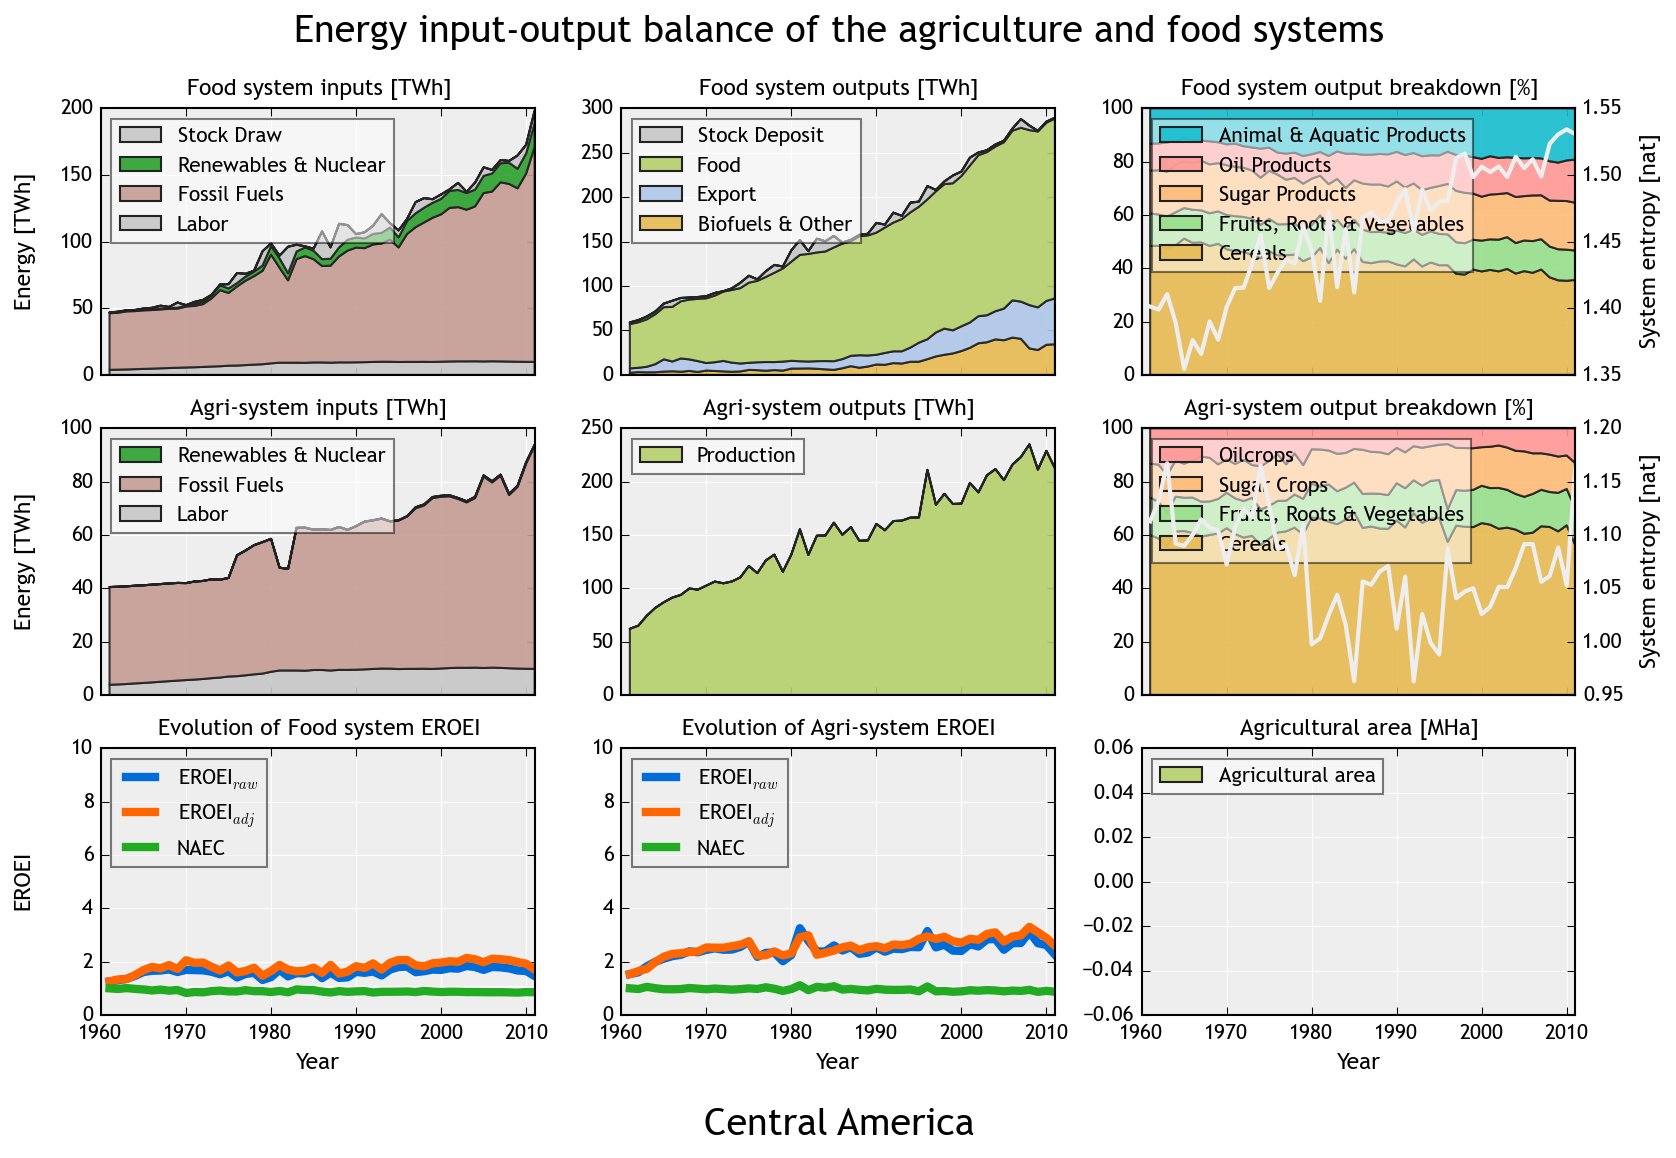 Energy input-output balance of the agriculture and food systems
Food system inputs [TWh]
Food system outputs [TWh]
Food system output breakdown [%]
200
150
100
50
0
Energy [TWh]
Stock Draw
Renewables & Nuclear
Fossil Fuels
Labor
300
250
200
150
100
50
0
Stock Deposit
Food
Export
Biofuels & Other
100
80
60
40
20
0
Animal & Aquatic Products
Oil Products
Sugar Products
Fruits, Roots & Vegetables
Cereals
1.55
1.50
1.45
1.40
1.35
System entropy [nat]
Agri-system inputs [TWh]
Agri-system outputs [TWh]
Agri-system output breakdown [%]
100
80
60
40
20
0
Energy [TWh]
Renewables & Nuclear
Fossil Fuels
Labor
250
200
150
100
50
0
Production
100
80
60
40
20
0
Oilcrops
Sugar Crops
Fruits, Roots & Vegetables
Cereals
1.20
1.15
1.10
1.05
1.00
0.95
System entropy [nat]
Evolution of Food system EROEI
Evolution of Agri-system EROEI
Agricultural area [MHa]
10
8
6
4
2
0
EROEI
EROEI raw
EROEI adj
NAEC
1960 1970 1980 1990 2000 2010
Year
10
8
6
4
2
0
EROEI raw
EROEI adj
NAEC
1960 1970 1980 1990 2000 2010
Year
0.06
0.04
0.02
0.00
−0.02
−0.04
−0.06
Agricultural area
1960 1970 1980 1990 2000 2010
Year
Central America